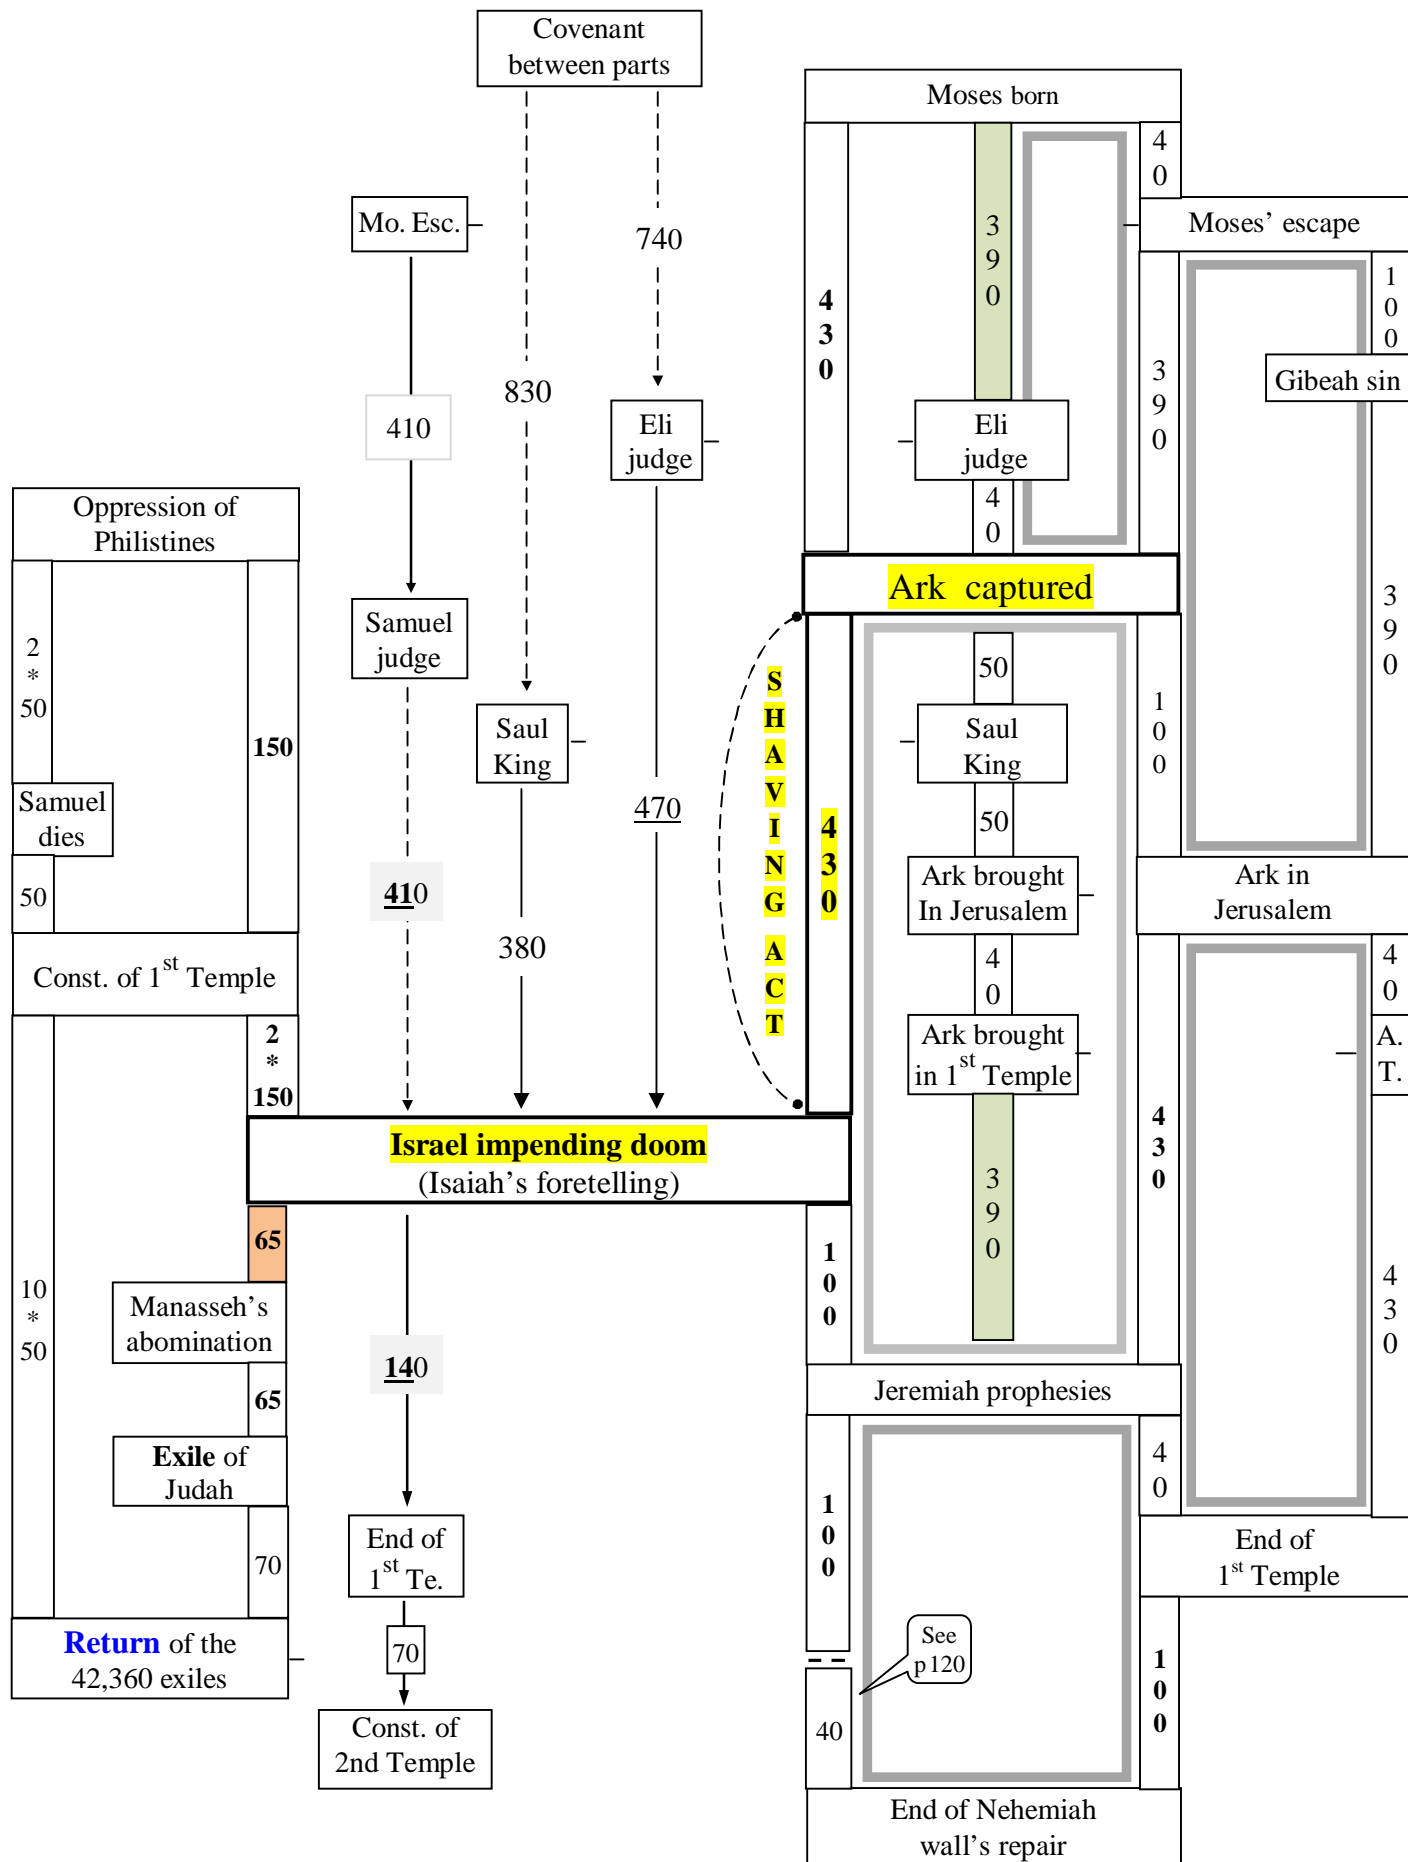 Covenant
between parts
Moses born
4
0
Mo. Esc.
740
3
9
0
Moses’ escape
1
0
0
4
3
0
830
3
9
0
Gibeah sin
410
Eli
judge
Eli
judge
4
0
Oppression of
Philistines
Ark captured
3
9
0
2
*
50
150
Samuel
judge
50
S
H
A
V
I
N
G
A
C
T
1
0
0
Saul
King
Saul
King
Samuel
dies
470
4
3
0
50
50
410
Ark brought
In Jerusalem
Ark in
Jerusalem
380
4
0
4
0
Const. of 1st Temple
2
*
150
Ark brought
in 1st Temple
A.
T.
Israel impending doom
(Isaiah’s foretelling)
4
3
0
3
9
0
65
1
0
0
10
*
50
Manasseh’s
abomination
4
3
0
140
65
Jeremiah prophesies
Exile of
Judah
4
0
1
0
0
70
End of
1st Te.
End of
1st Temple
Return of the
42,360 exiles
70
See
p120
1
0
0
Const. of
2nd Temple
40
End of Nehemiah
wall’s repair